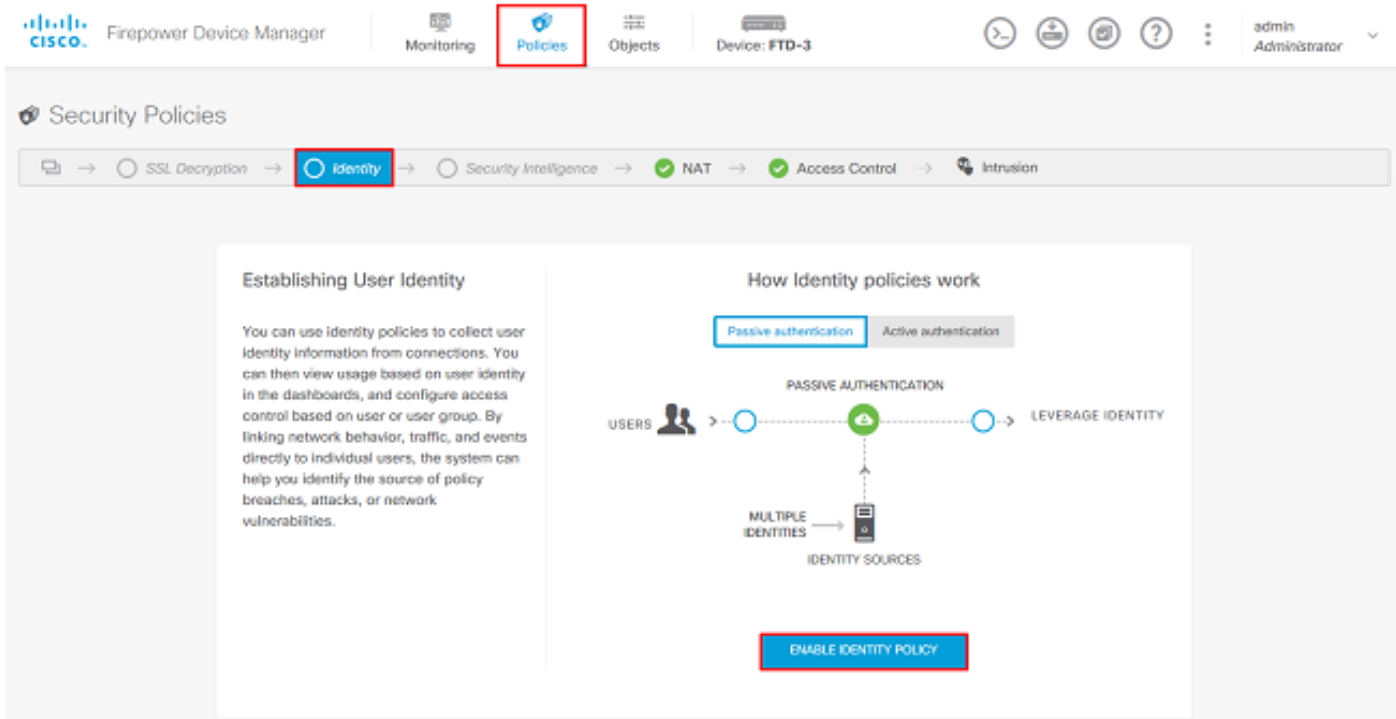 CISCO.
Firepower Device Manager
Monitoring
Policies
Objects
Device: FTD-3
admin
Administrator
Security Policies
SSL Decryption
Identity
Security Intelligence
NAT
Access Control
Intrusion
Establishing User Identity
You can use identity policies to collect user
identity information from connections. You
can then view usage based on user identity
in the dashboards, and configure access
control based on user or user group. By
linking network behavior, traffic, and events
directly to individual users, the system can
help you identify the source of policy
breaches, attacks, or network
vulnerabilities.
How Identity policies work
Passive authentication
Active authentication
PASSIVE AUTHENTICATION
USERS
LEVERAGE IDENTITY
MULTIPLE
IDENTITIES
IDENTITY SOURCES
ENABLE IDENTITY POLICY